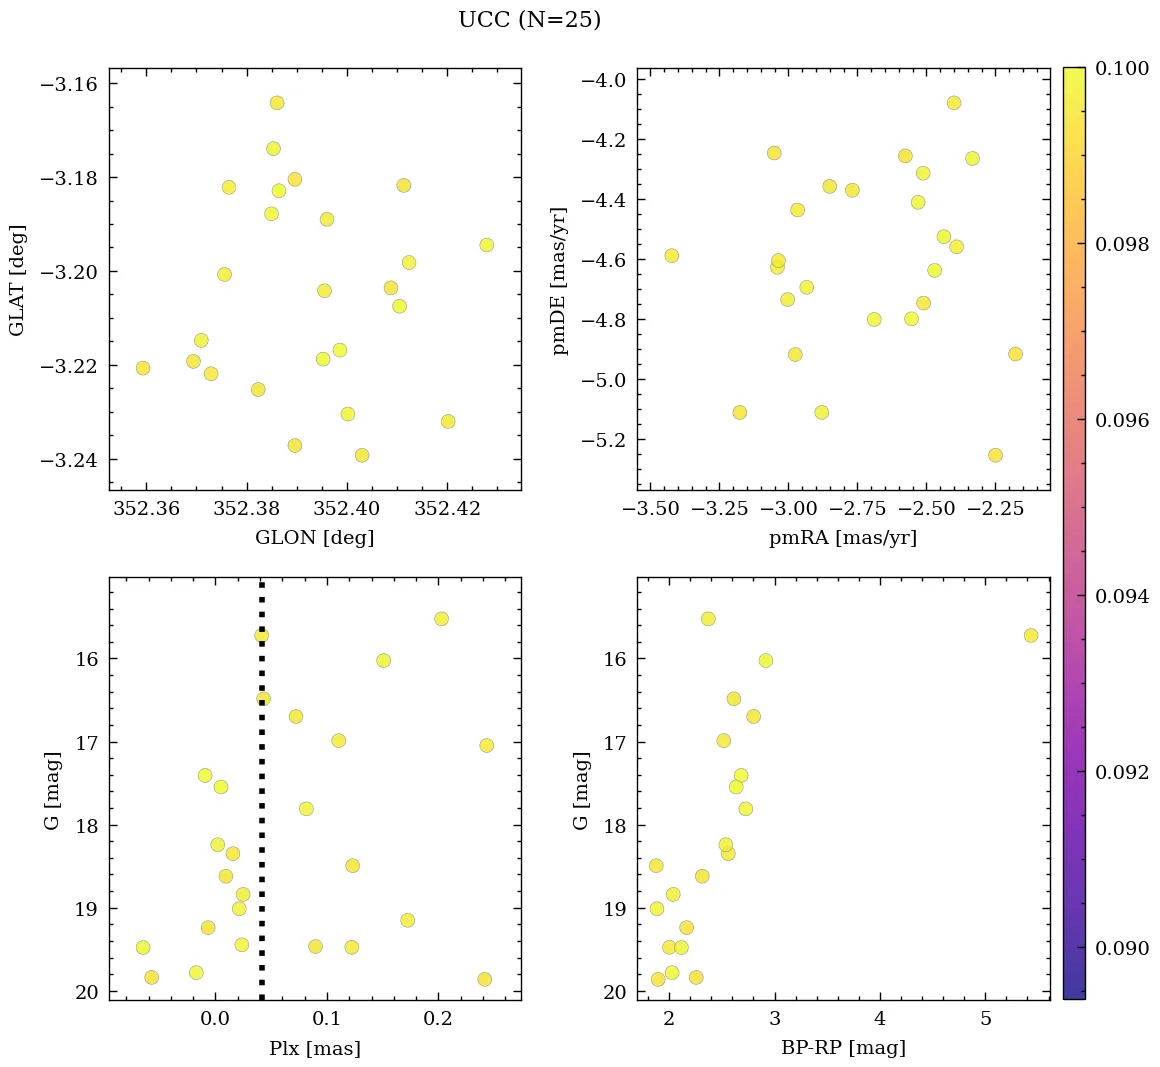 UCC (N=25)
−3.16
−3.18
−3.20
−3.22
−3.24
GLAT [deg]
352.36 352.38 352.40 352.42
GLON [deg]
−4.0
−4.2
−4.4
−4.6
−4.8
−5.0
−5.2
pmDE [mas/yr]
−3.50 −3.25 −3.00 −2.75 −2.50 −2.25
pmRA [mas/yr]
16
17
18
19
20
G [mag]
0.0 0.1 0.2
Plx [mas]
16
17
18
19
20
G [mag]
2 3 4 5
BP-RP [mag]
0.100
0.098
0.096
0.094
0.092
0.090